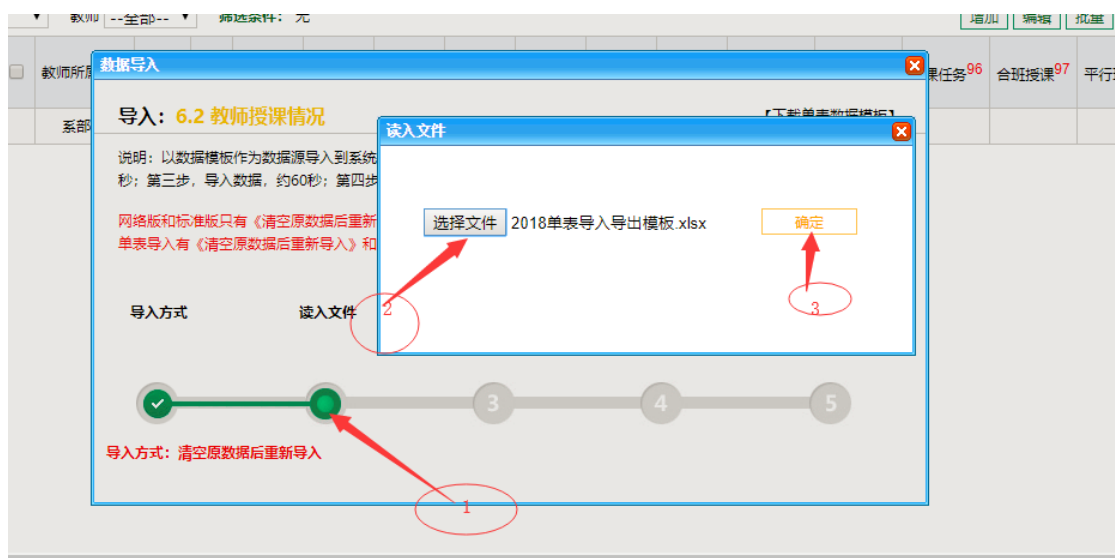 教师 --全部-- 筛选条件：无 增加 编辑 批量
教师所属 课任务96 合班授课97 平行
系部
数据导入
导入：6.2 教师授课情况 【下载单表数据模板】
说明：以数据模板作为数据源导入到系统
秒；第三步，导入数据，约60秒；第四步
网络版和标准版只有《清空原数据后重新
单表导入有《清空原数据后重新导入》和
读入文件
选择文件 2018单表导入导出模板.xlsx 确定
2
3
导入方式 读入文件
3 4 5
导入方式：清空原数据后重新导入
1